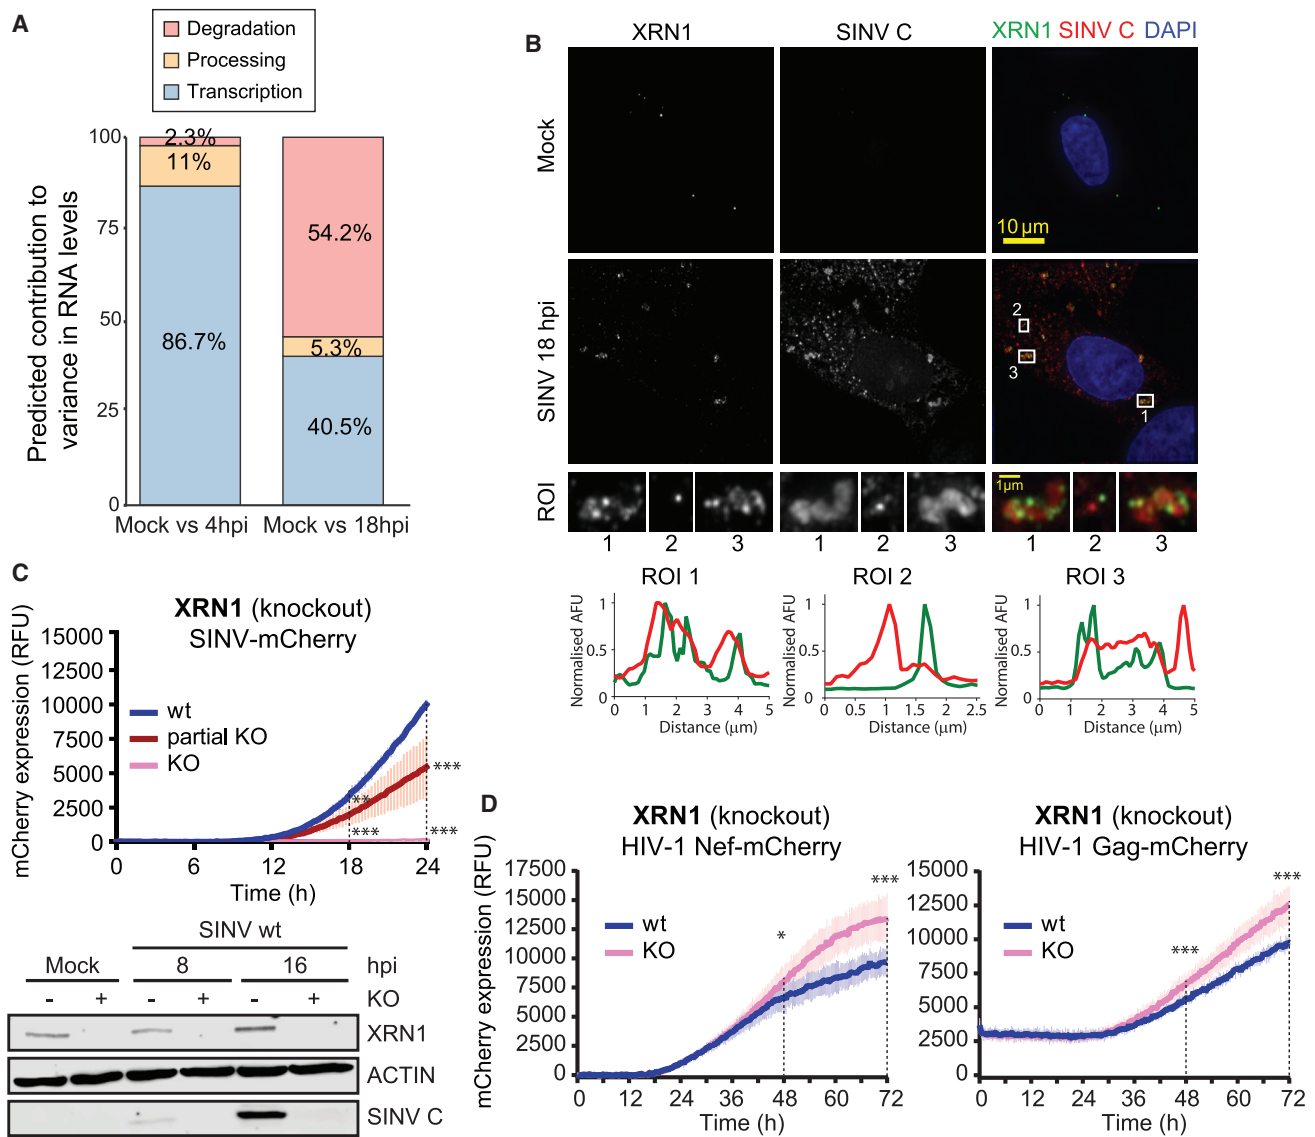 A
Degradation
Processing
Transcription
Predicted contribution to
variance in RNA levels
100
75
50
25
0
2.3%
11%
86.7%
54.2%
5.3%
40.5%
Mock vs 4hpi
Mock vs 18hpi
B
XRN1
SINV C
XRN1 SINV C DAPI
Mock
10 µm
SINV 18 hpi
2
3
1
ROI
1µm
1 2 3
1 2 3
1 2 3
ROI 1
Normalised AFU
1
0.5
0
0 1 2 3 4 5
Distance (µm)
ROI 2
Normalised AFU
1
0.5
0
0 0.5 1 1.5 2 2.5
Distance (µm)
ROI 3
Normalised AFU
1
0.5
0
0 1 2 3 4 5
Distance (µm)
C
XRN1 (knockout)
SINV-mCherry
mCherry expression (RFU)
15000
12500
10000
7500
5000
2500
0
wt
partial KO
KO
**
***
***
***
0 6 12 18 24
Time (h)
SINV wt
Mock 8 16 hpi
- + - + - + KO
XRN1
ACTIN
SINV C
D
XRN1 (knockout)
HIV-1 Nef-mCherry
mCherry expression (RFU)
17500
15000
12500
10000
7500
5000
2500
0
wt
KO
*
***
0 12 24 36 48 60 72
Time (h)
XRN1 (knockout)
HIV-1 Gag-mCherry
15000
12500
10000
7500
5000
2500
0
wt
KO
***
***
0 12 24 36 48 60 72
Time (h)